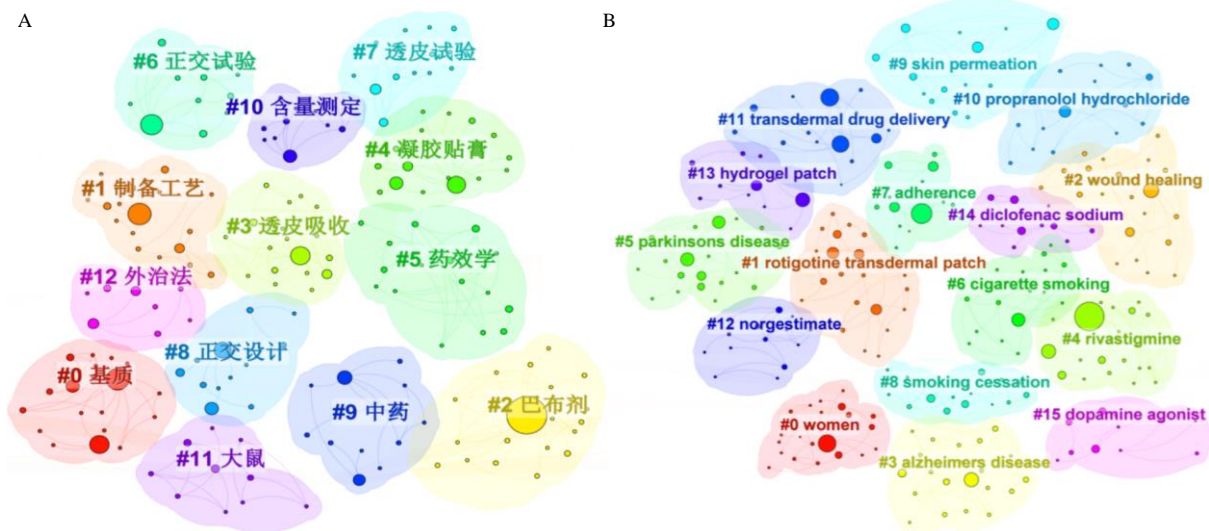 A
#6 正交试验
#7 透皮试验
#10 含量测定
#4 凝胶贴膏
#1 制备工艺
#3 透皮吸收
#5 药效学
#12 外治法
#8 正交设计
#0 基质
#9 中药
#2 巴布剂
#11 大鼠
B
#9 skin permeation
#10 propranolol hydrochloride
#11 transdermal drug delivery
#13 hydrogel patch
#2 wound healing
#7 adherence
#14 diclofenac sodium
#5 parkinsons disease
#1 rotigotine transdermal patch
#6 cigarette smoking
#12 norgestimate
#4 rivastigmine
#8 smoking cessation
#15 dopamine agonist
#0 women
#3 alzheimers disease